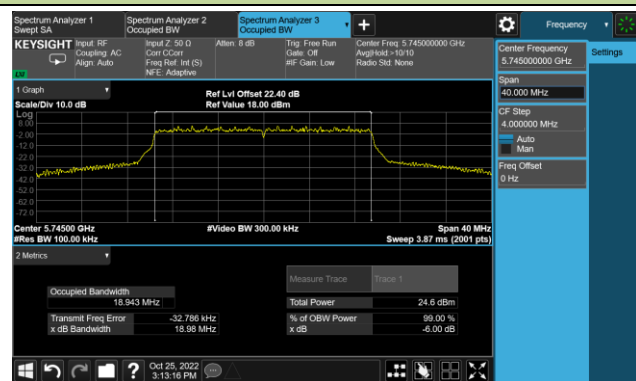 Spectrum Analyzer 1
Swept SA
Spectrum Analyzer 2
Occupied BW
Spectrum Analyzer 3
Occupied BW
Frequency
KEYSIGHT
Input: RF
Coupling: AC
Align: Auto
Input Z: 50 Ω
Corr CCorr
Freq Ref: Int (S)
NFE: Adaptive
Atten: 8 dB
Trig: Free Run
Gate: Off
#IF Gain: Low
Center Freq: 5.745000000 GHz
Avg|Hold:>10/10
Radio Std: None
LXI
Center Frequency
5.745000000 GHz
Settings
Span
40.000 MHz
CF Step
4.000000 MHz
Auto
Man
Freq Offset
0 Hz
1 Graph
Scale/Div 10.0 dB
Ref Lvl Offset 22.40 dB
Ref Value 18.00 dBm
Log
8.00
-2.00
-12.0
-22.0
-32.0
-42.0
-52.0
-62.0
-72.0
Center 5.74500 GHz
#Res BW 100.00 kHz
#Video BW 300.00 kHz
Span 40 MHz
Sweep 3.87 ms (2001 pts)
2 Metrics
Measure Trace
Trace 1
Occupied Bandwidth
18.943 MHz
Total Power
24.6 dBm
Transmit Freq Error
-32.786 kHz
% of OBW Power
99.00 %
x dB Bandwidth
18.98 MHz
x dB
-6.00 dB
?
Oct 25, 2022
3:13:16 PM